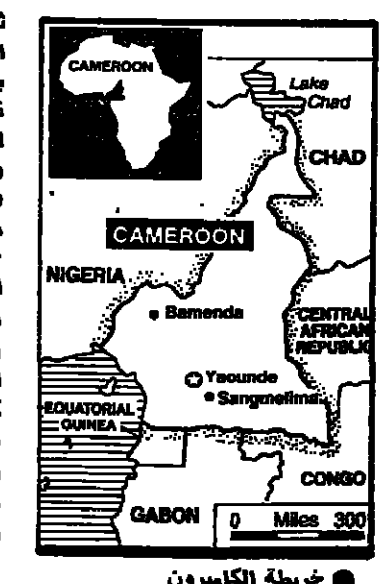 CAMEROON
Lake
Chad
CHAD
CAMEROON
NIGERIA
Bamenda
CENTRAL
AFRICAN
REPUBLIC
Yaounde
Sangmelima
EQUATORIAL
GUINEA
CONGO
GABON
0 Miles 300
خريطة الكاميرون